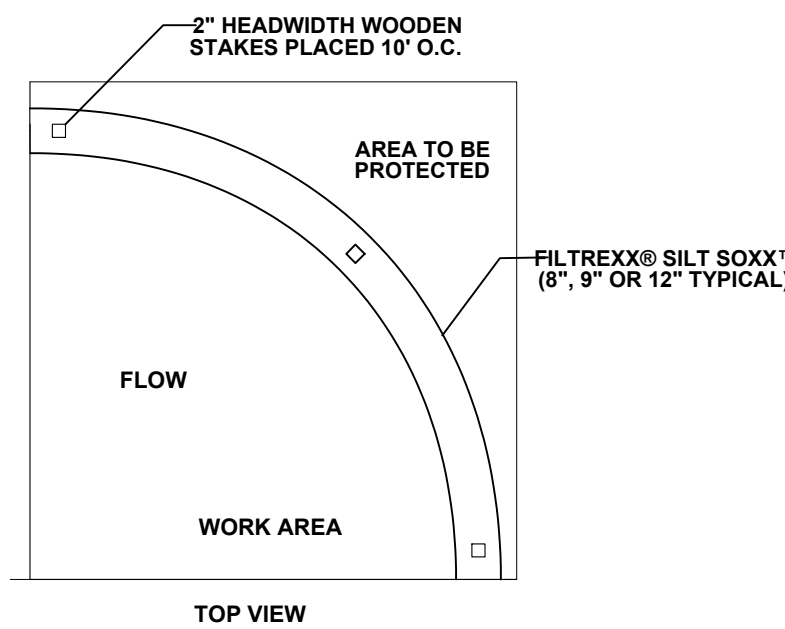 2" HEADWIDTH WOODEN
STAKES PLACED 10' O.C.
AREA TO BE
PROTECTED
FILTREXX® SILT SOXX™
(8", 9" OR 12" TYPICAL)
FLOW
WORK AREA
TOP VIEW